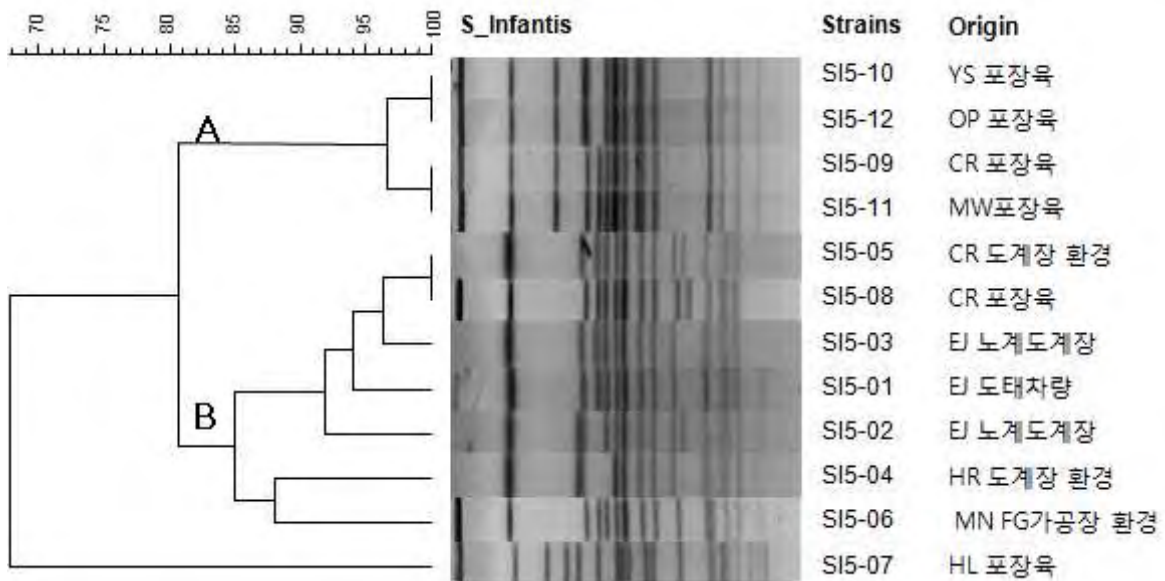 70 80 85 90 95 100
S_Infantis Strains Origin
SI5-10 YS 포장육
A SI5-12 OP 포장육
SI5-09 CR 포장육
SI5-11 MW포장육
SI5-05 CR 도계장 환경
SI5-08 CR 포장육
SI5-03 EJ 노계도계장
SI5-01 EJ 도태차량
B SI5-02 EJ 노계도계장
SI5-04 HR 도계장 환경
SI5-06 MN FG가공장 환경
SI5-07 HL 포장육